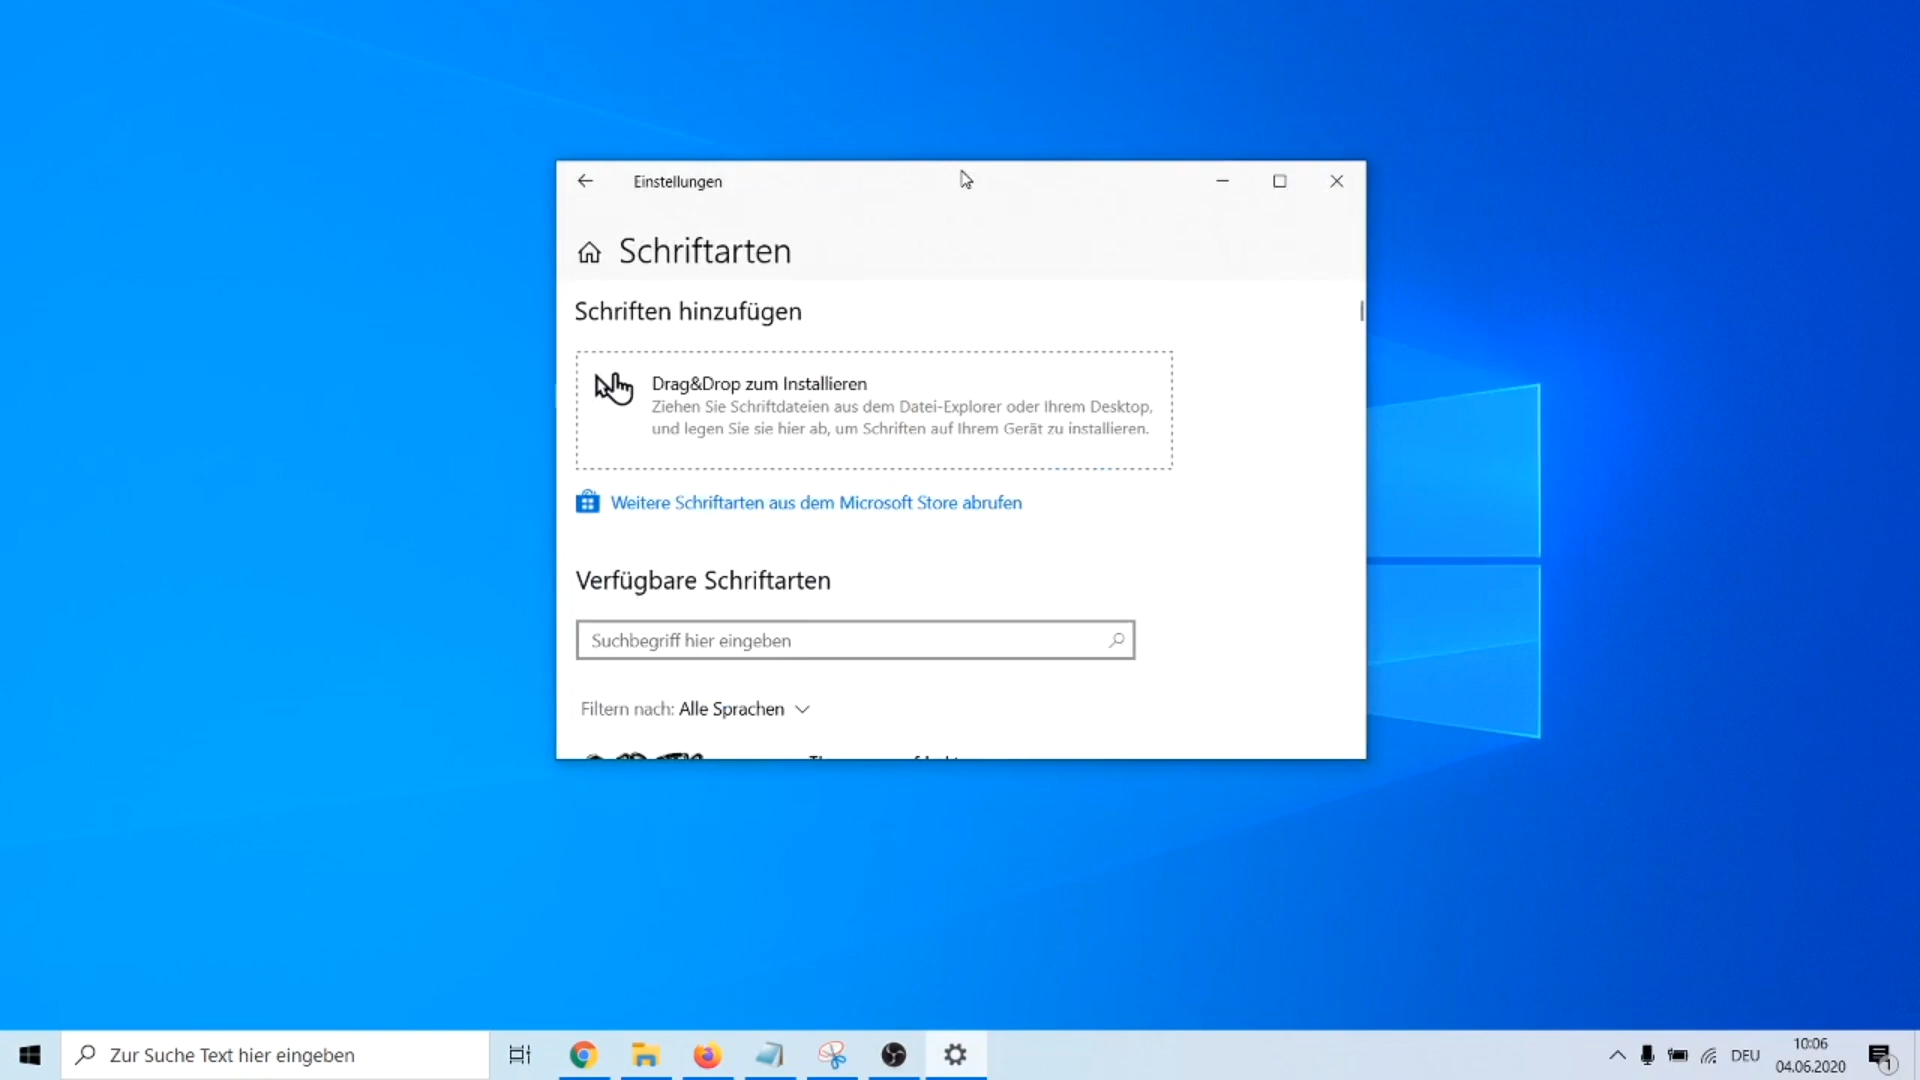 Einstellungen
Schriftarten
Schriften hinzufügen
Drag&Drop zum Installieren
Ziehen Sie Schriftdateien aus dem Datei-Explorer oder Ihrem Desktop,
und legen Sie sie hier ab, um Schriften auf Ihrem Gerät zu installieren.
Weitere Schriftarten aus dem Microsoft Store abrufen
Verfügbare Schriftarten
Suchbegriff hier eingeben
Filtern nach: Alle Sprachen
Zur Suche Text hier eingeben
DEU
10:06
04.06.2020
1